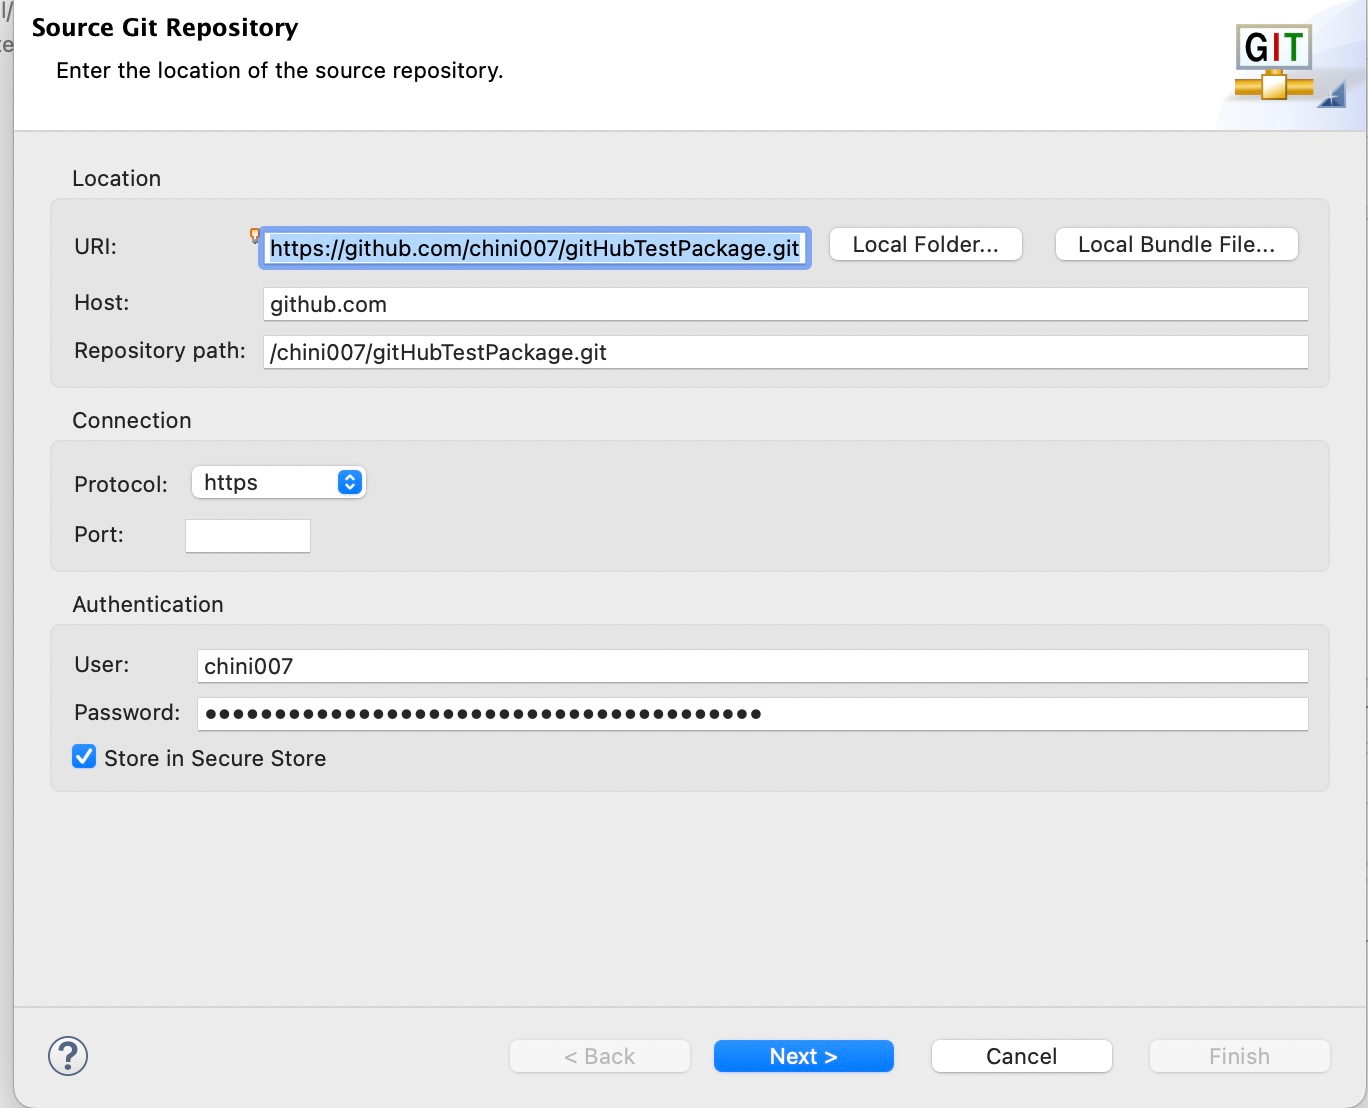 Source Git Repository
Enter the location of the source repository.
GIT
Location
URI: https://github.com/chini007/gitHubTestPackage.git Local Folder... Local Bundle File...
Host: github.com
Repository path: /chini007/gitHubTestPackage.git
Connection
Protocol: https
Port:
Authentication
User: chini007
Password: ●●●●●●●●●●●●●●●●●●●●●●●●●●●●●●●●●●●●●●●●
Store in Secure Store
? < Back Next > Cancel Finish